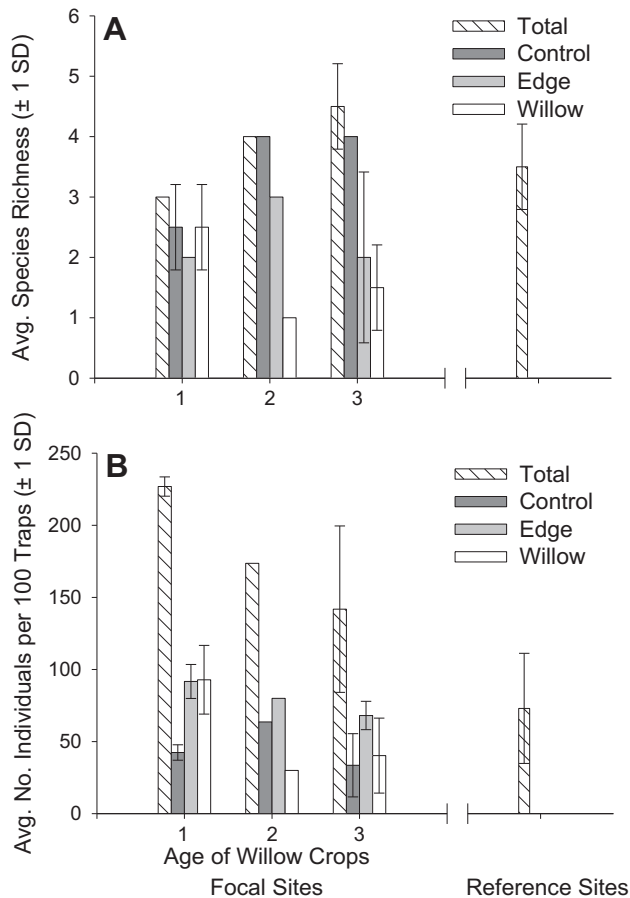 A
Avg. Species Richness (± 1 SD)
6
5
4
3
2
1
0
Total
Control
Edge
Willow
1 2 3
B
Avg. No. Individuals per 100 Traps (± 1 SD)
250
200
150
100
50
0
Total
Control
Edge
Willow
1 2 3
Age of Willow Crops
Focal Sites Reference Sites